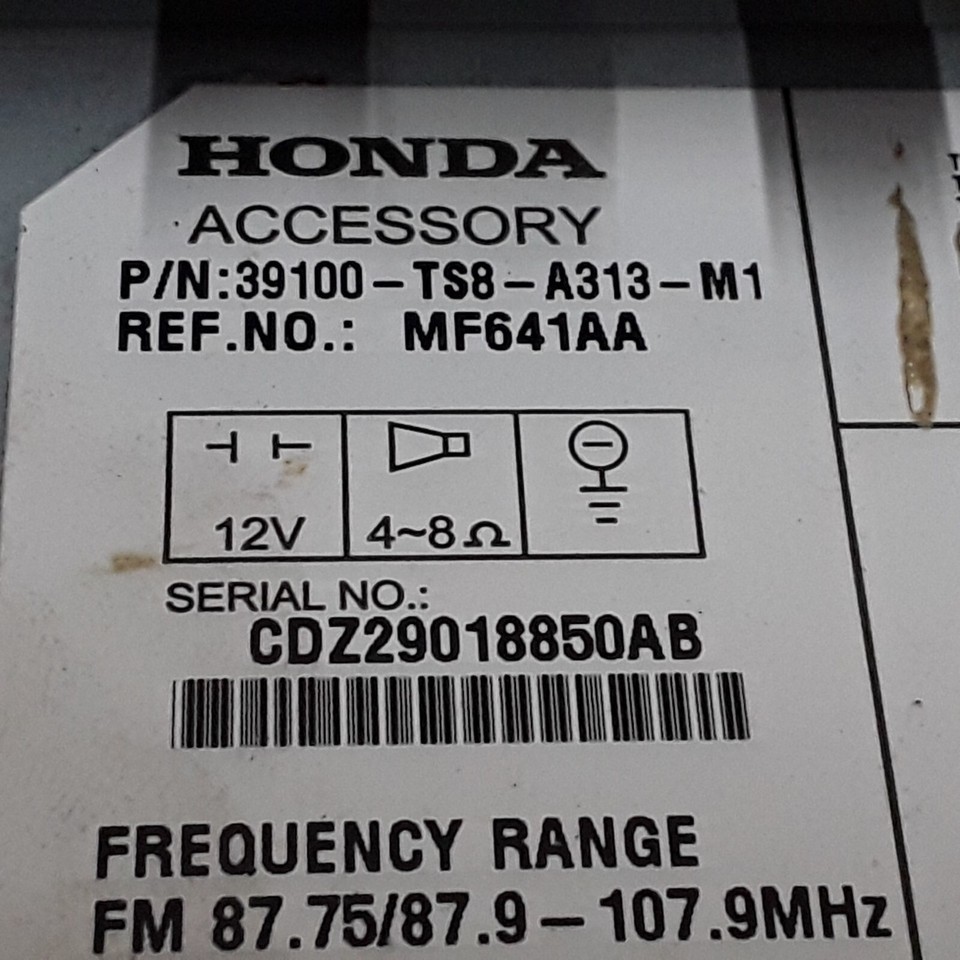 HONDA
ACCESSORY
P/N:39100-TS8-A313-M1
REF.NO.: MF641AA
12V
4~8Ω
SERIAL NO.:
CDZ29018850AB
FREQUENCY RANGE
FM 87.75/87.9-107.9MHz